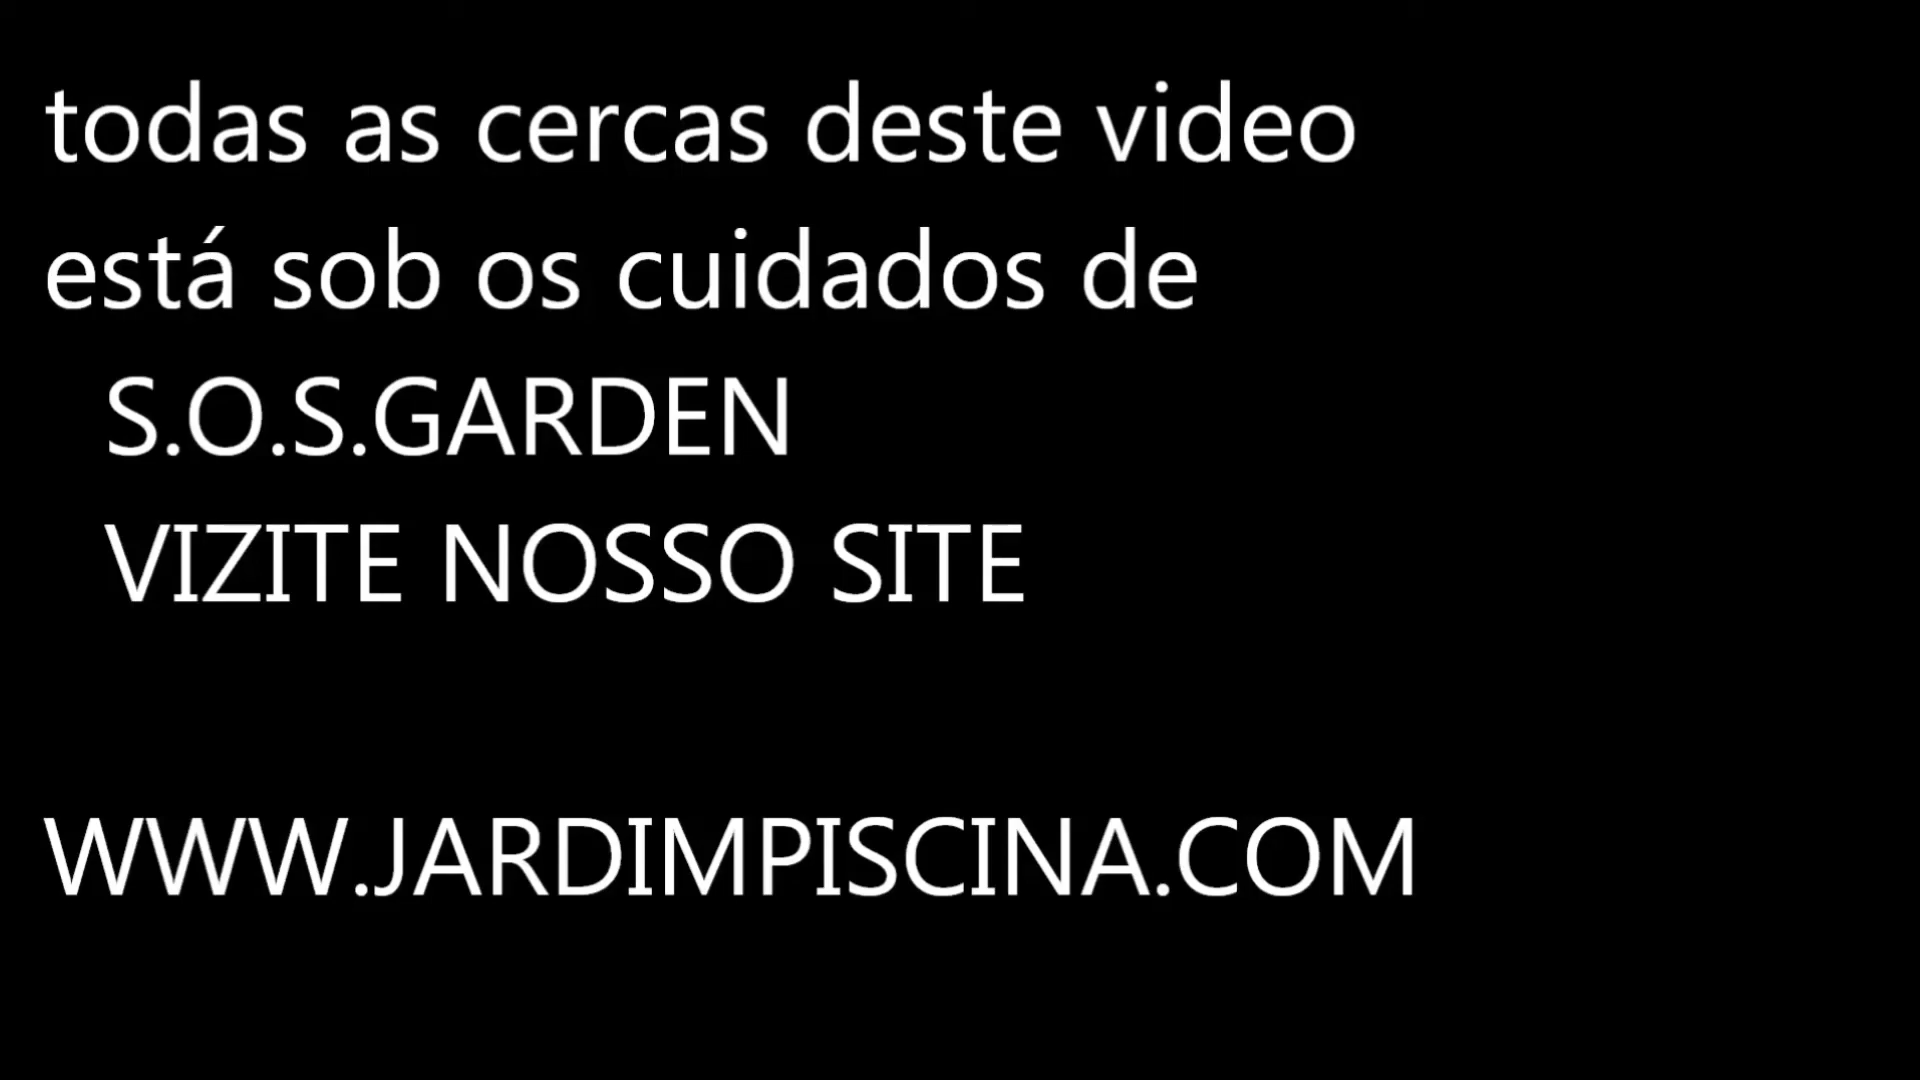 todas as cercas deste video
está sob os cuidados de
S.O.S.GARDEN
VIZITE NOSSO SITE
WWW.JARDIMPISCINA.COM